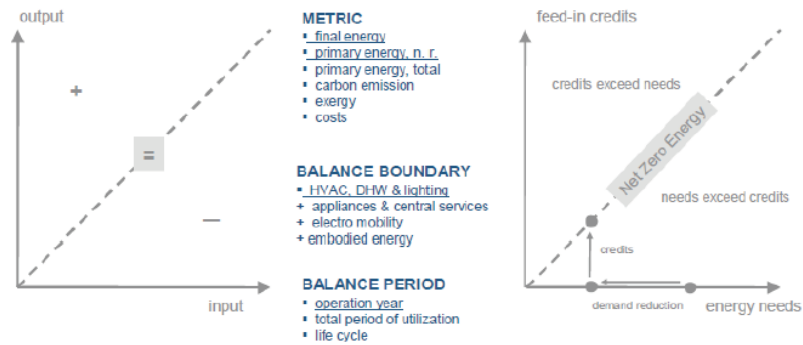 output
+
=
—
input
METRIC
▪ final energy
▪ primary energy, n. r.
▪ primary energy, total
▪ carbon emission
▪ exergy
▪ costs
BALANCE BOUNDARY
▪ HVAC, DHW & lighting
+ appliances & central services
+ electro mobility
+ embodied energy
BALANCE PERIOD
▪ operation year
▪ total period of utilization
▪ life cycle
feed-in credits
credits exceed needs
Net Zero Energy
needs exceed credits
credits
demand reduction
energy needs